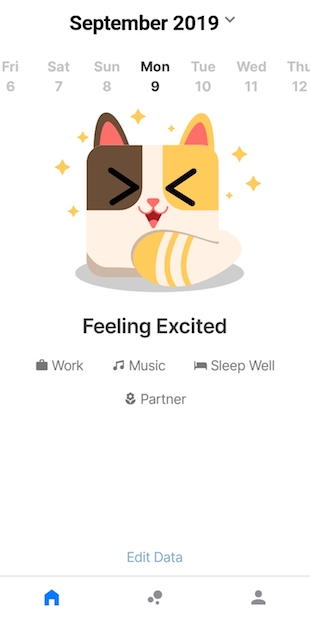 September 2019
Fri Sat Sun Mon Tue Wed Thu
6 7 8 9 10 11 12
Feeling Excited
Work Music Sleep Well
Partner
Edit Data